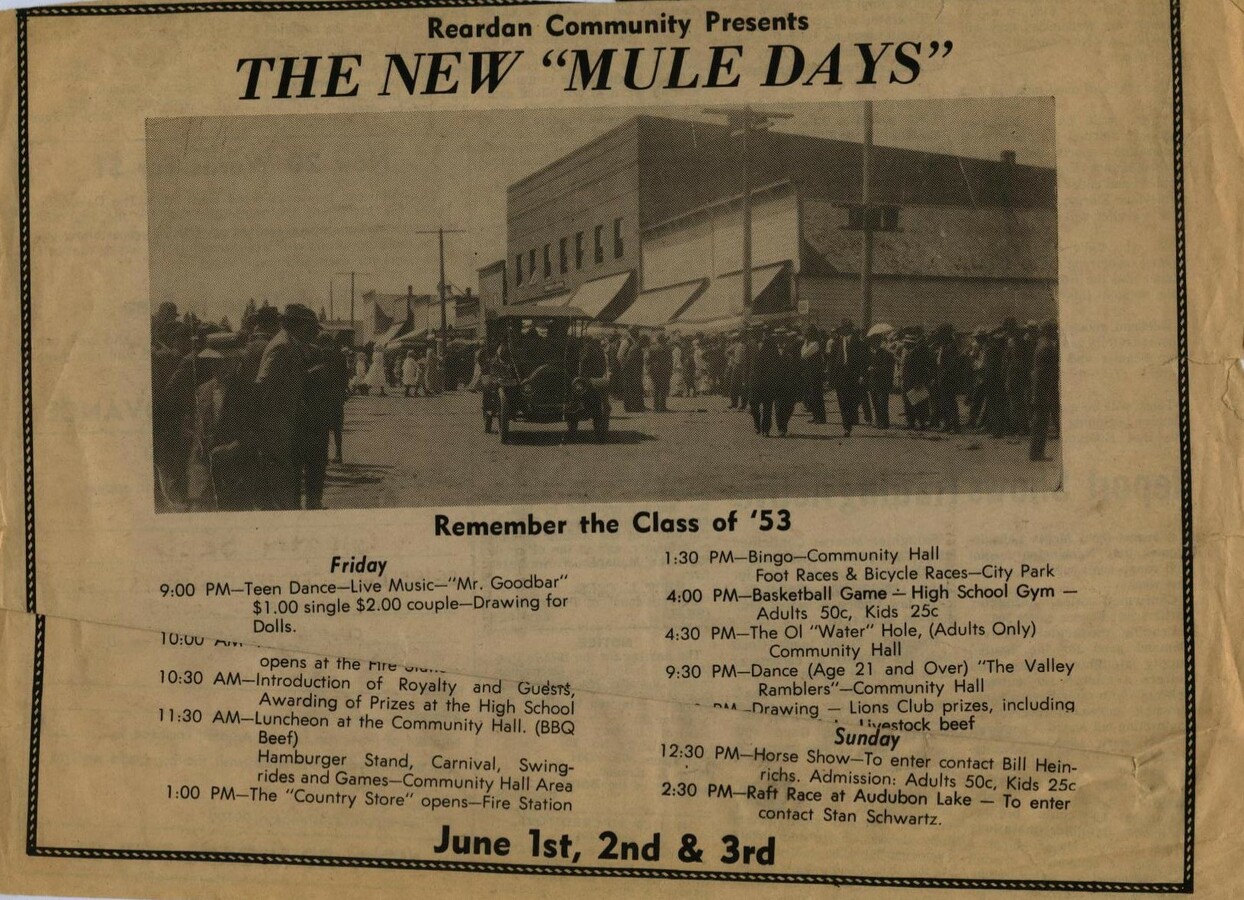 Reardan Community Presents
THE NEW "MULE DAYS"
Remember the Class of '53
Friday
9:00 PM—Teen Dance—Live Music—"Mr. Goodbar"
$1.00 single $2.00 couple—Drawing for
Dolls.
10:00 AM
opens at the Fire
10:30 AM—Introduction of Royalty and Guests,
Awarding of Prizes at the High School
11:30 AM—Luncheon at the Community Hall. (BBQ
Beef)
Hamburger Stand, Carnival, Swing-
rides and Games—Community Hall Area
1:00 PM—The "Country Store" opens—Fire Station
1:30 PM—Bingo—Community Hall
Foot Races & Bicycle Races—City Park
4:00 PM—Basketball Game — High School Gym —
Adults 50c, Kids 25c
4:30 PM—The Ol "Water" Hole, (Adults Only)
Community Hall
9:30 PM—Dance (Age 21 and Over) "The Valley
Ramblers"—Community Hall
PM—Drawing — Lions Club prizes, including
Livestock beef
Sunday
12:30 PM—Horse Show—To enter contact Bill Hein-
richs. Admission: Adults 50c, Kids 25c
2:30 PM—Raft Race at Audubon Lake — To enter
contact Stan Schwartz.
June 1st, 2nd & 3rd